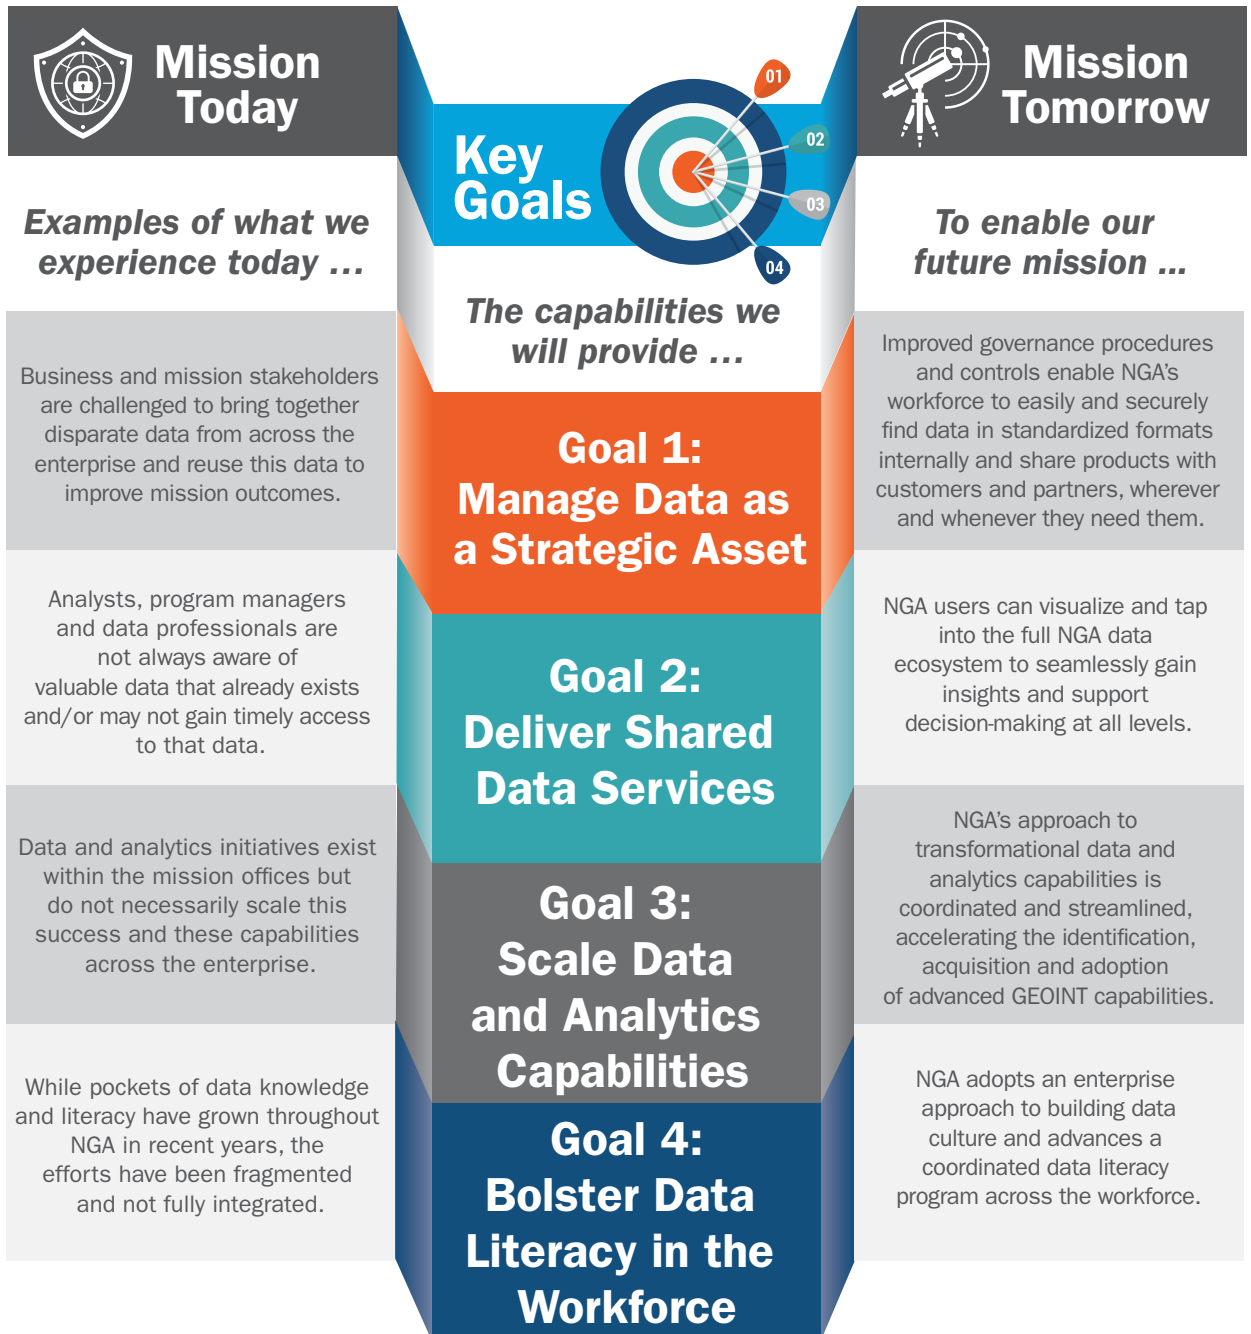 Mission
Today
Key
Goals
01
02
03
04
Mission
Tomorrow
Examples of what we
experience today ...
The capabilities we
will provide ...
To enable our
future mission ...
Business and mission stakeholders
are challenged to bring together
disparate data from across the
enterprise and reuse this data to
improve mission outcomes.
Goal 1:
Manage Data as
a Strategic Asset
Improved governance procedures
and controls enable NGA’s
workforce to easily and securely
find data in standardized formats
internally and share products with
customers and partners, wherever
and whenever they need them.
Analysts, program managers
and data professionals are
not always aware of
valuable data that already exists
and/or may not gain timely access
to that data.
Goal 2:
Deliver Shared
Data Services
NGA users can visualize and tap
into the full NGA data
ecosystem to seamlessly gain
insights and support
decision-making at all levels.
Data and analytics initiatives exist
within the mission offices but
do not necessarily scale this
success and these capabilities
across the enterprise.
Goal 3:
Scale Data
and Analytics
Capabilities
NGA’s approach to
transformational data and
analytics capabilities is
coordinated and streamlined,
accelerating the identification,
acquisition and adoption
of advanced GEOINT capabilities.
While pockets of data knowledge
and literacy have grown throughout
NGA in recent years, the
efforts have been fragmented
and not fully integrated.
Goal 4:
Bolster Data
Literacy in the
Workforce
NGA adopts an enterprise
approach to building data
culture and advances a
coordinated data literacy
program across the workforce.